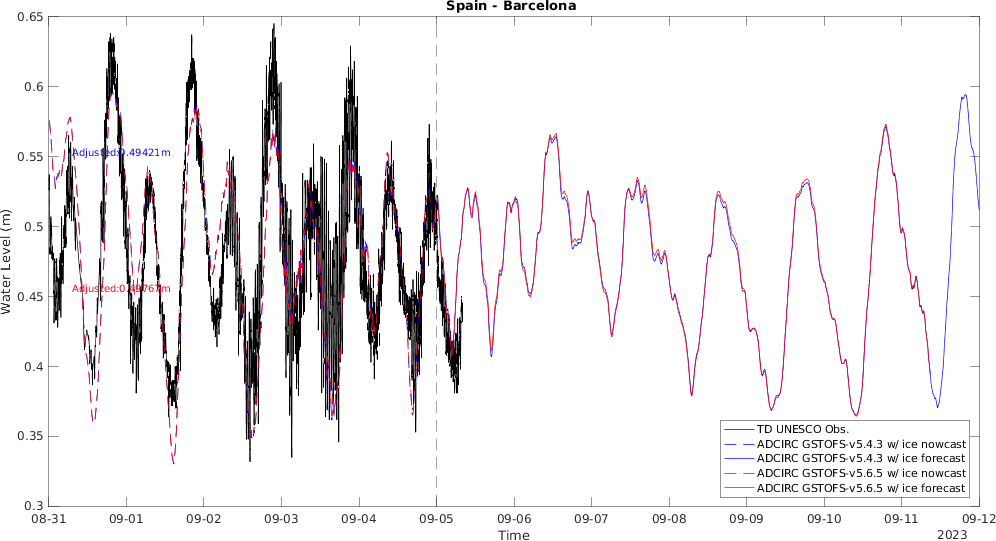 Spain - Barcelona
0.65
0.6
0.55
0.5
0.45
0.4
0.35
0.3
Water Level (m)
Adjusted:0.49421m
Adjusted:0.49767m
TD UNESCO Obs.
ADCIRC GSTOFS-v5.4.3 w/ ice nowcast
ADCIRC GSTOFS-v5.4.3 w/ ice forecast
ADCIRC GSTOFS-v5.6.5 w/ ice nowcast
ADCIRC GSTOFS-v5.6.5 w/ ice forecast
08-31 09-01 09-02 09-03 09-04 09-05 09-06 09-07 09-08 09-09 09-10 09-11 09-12
Time
2023